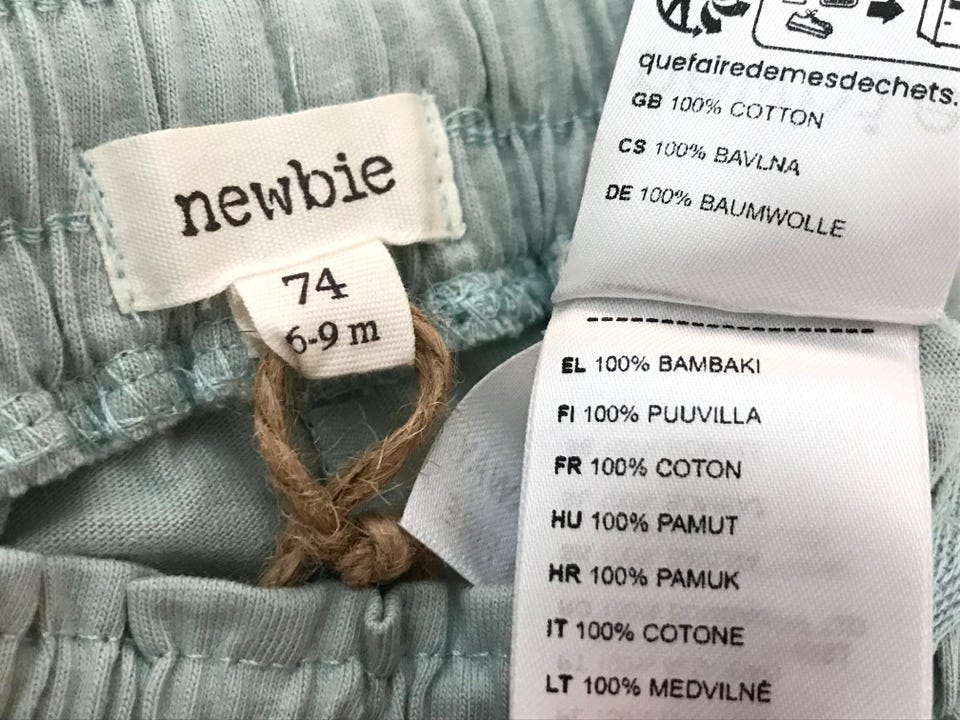 newbie
74
6-9 m
quefairedemesdechets.
GB 100% COTTON
CS 100% BAVLNA
DE 100% BAUMWOLLE
EL 100% BAMBAKI
FI 100% PUUVILLA
FR 100% COTON
HU 100% PAMUT
HR 100% PAMUK
IT 100% COTONE
LT 100% MEDVILNĖ